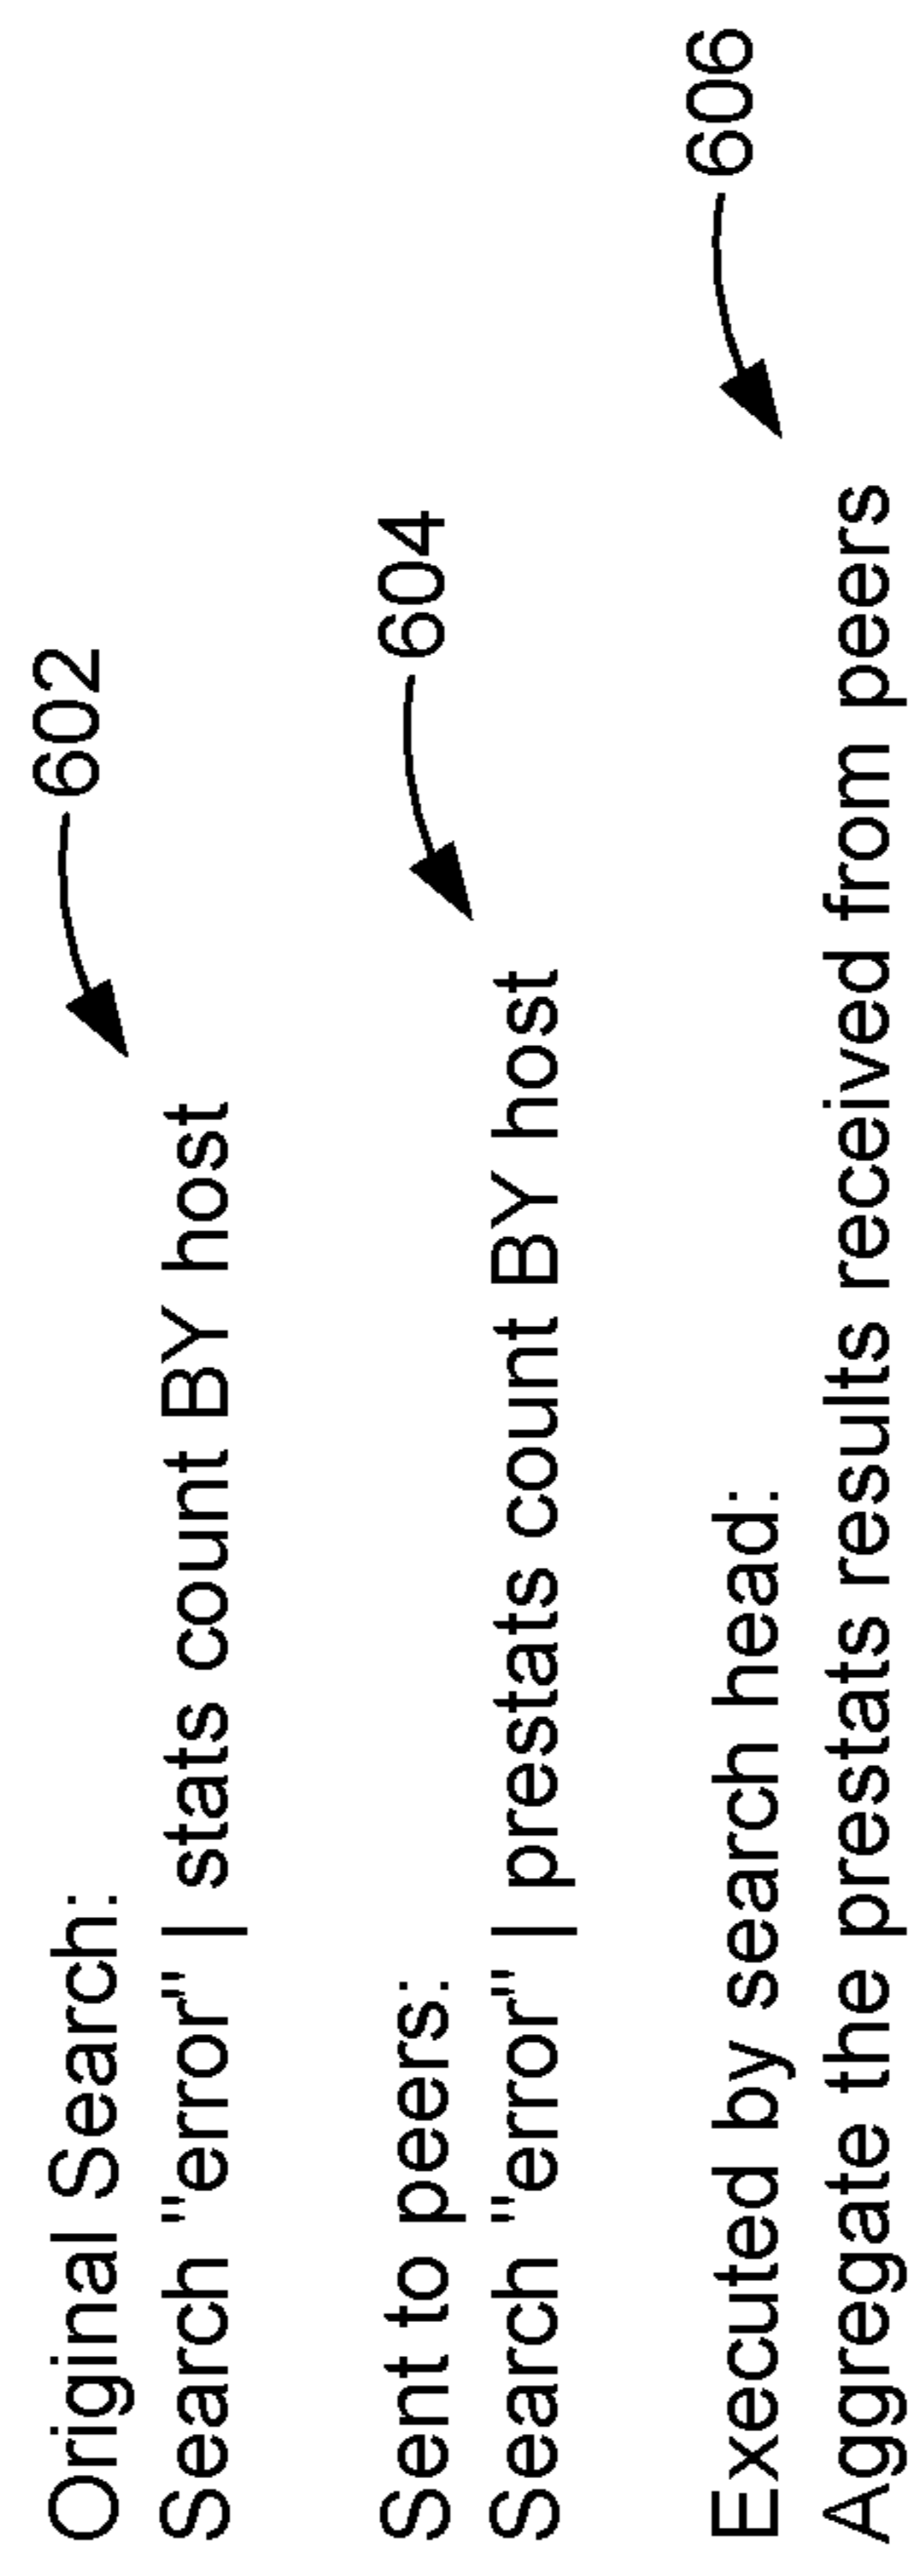 Original Search: 602
Search "error" | stats count BY host
Sent to peers: 604
Search "error" | prestats count BY host
Executed by search head: 606
Aggregate the prestats results received from peers